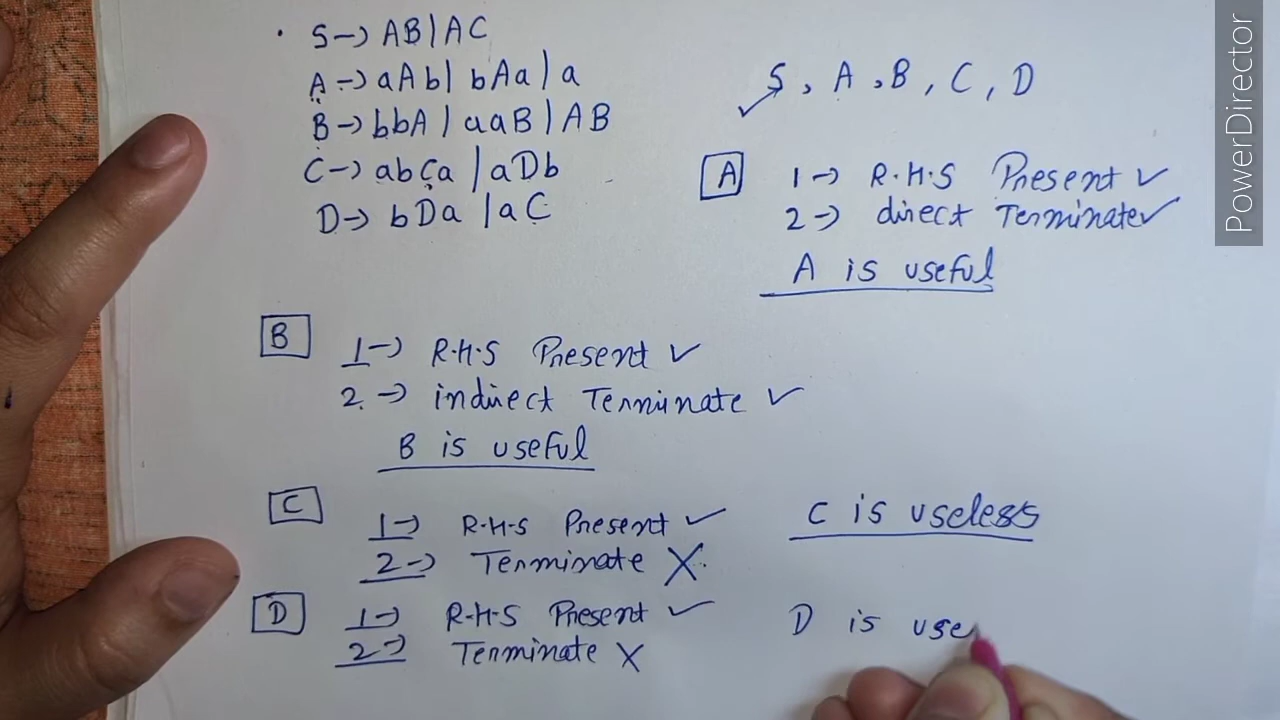 S → AB | AC
A → aAb | bAa | a
B → bbA | aaB | AB
C → abCa | aDb
D → bDa | aC
S, A, B, C, D
✓
A
1 → R.H.S Present ✓
2 → direct Terminate ✓
A is useful
B
1 → R.H.S Present ✓
2. → indirect Terminate ✓
B is useful
C
1 → R.H.S Present ✓
2 → Terminate X
C is useless
D
1 → R.H.S Present ✓
2 → Terminate X
D is use
PowerDirector